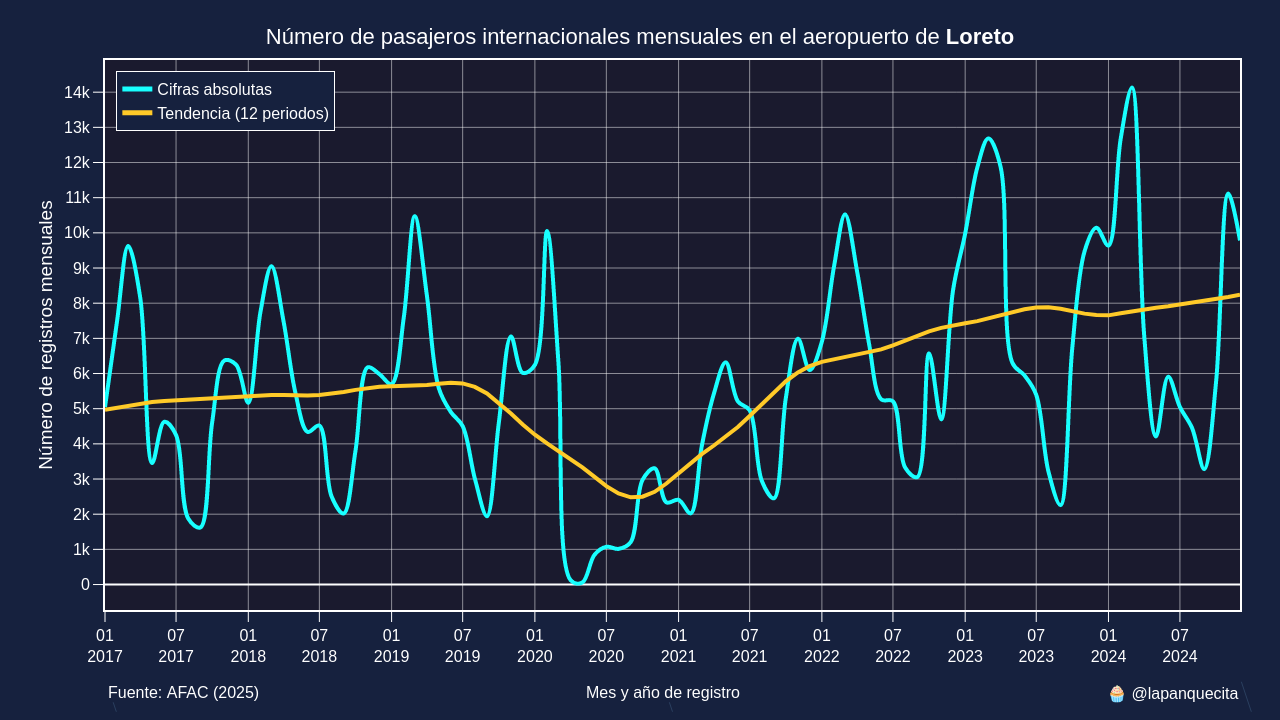 Número de pasajeros internacionales mensuales en el aeropuerto de Loreto
Cifras absolutas
Tendencia (12 periodos)
Número de registros mensuales
14k
13k
12k
11k
10k
9k
8k
7k
6k
5k
4k
3k
2k
1k
0
01 07 01 07 01 07 01 07 01 07 01 07 01 07 01 07
2017 2017 2018 2018 2019 2019 2020 2020 2021 2021 2022 2022 2023 2023 2024 2024
Fuente: AFAC (2025) Mes y año de registro 🧁 @lapanquecita